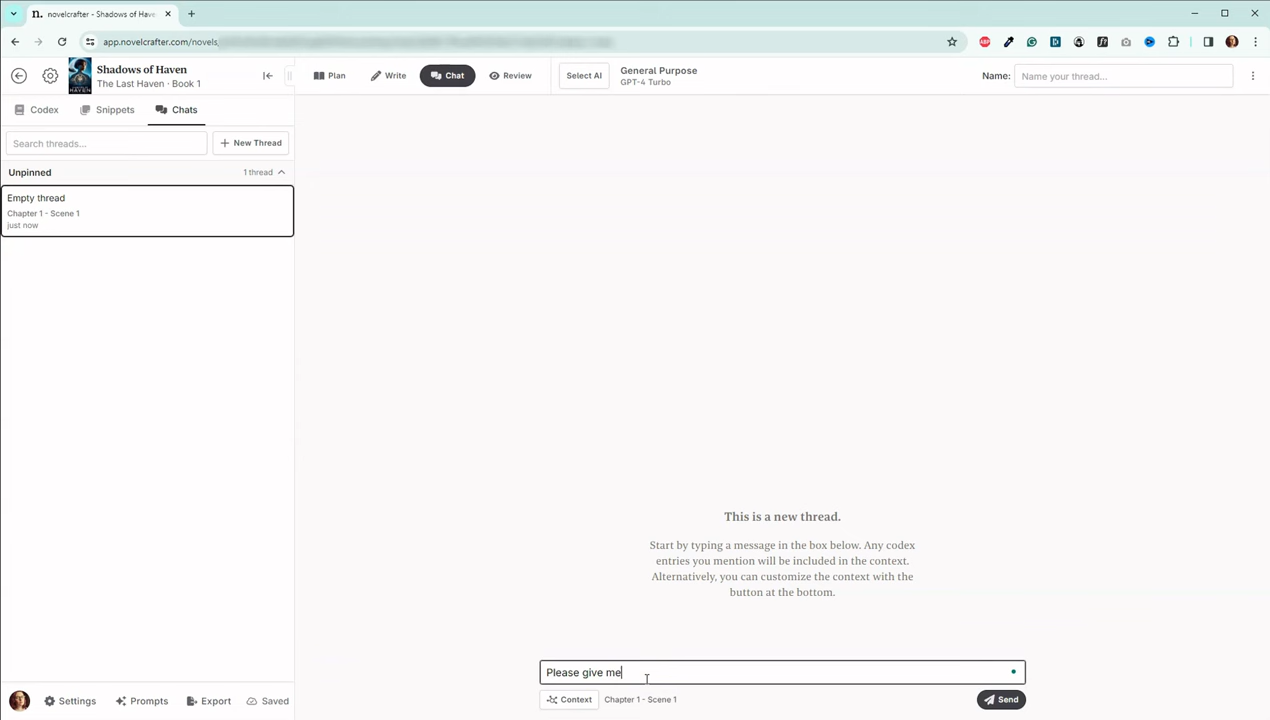 n. novelcrafter - Shadows of Have
app.novelcrafter.com/novels
Shadows of Haven
The Last Haven · Book 1
Plan
Write
Chat
Review
Select AI
General Purpose
GPT-4 Turbo
Name:
Name your thread...
Codex
Snippets
Chats
Search threads...
New Thread
Unpinned
1 thread
Empty thread
Chapter 1 - Scene 1
just now
This is a new thread.
Start by typing a message in the box below. Any codex
entries you mention will be included in the context.
Alternatively, you can customize the context with the
button at the bottom.
Please give me
Context
Chapter 1 - Scene 1
Send
Settings
Prompts
Export
Saved